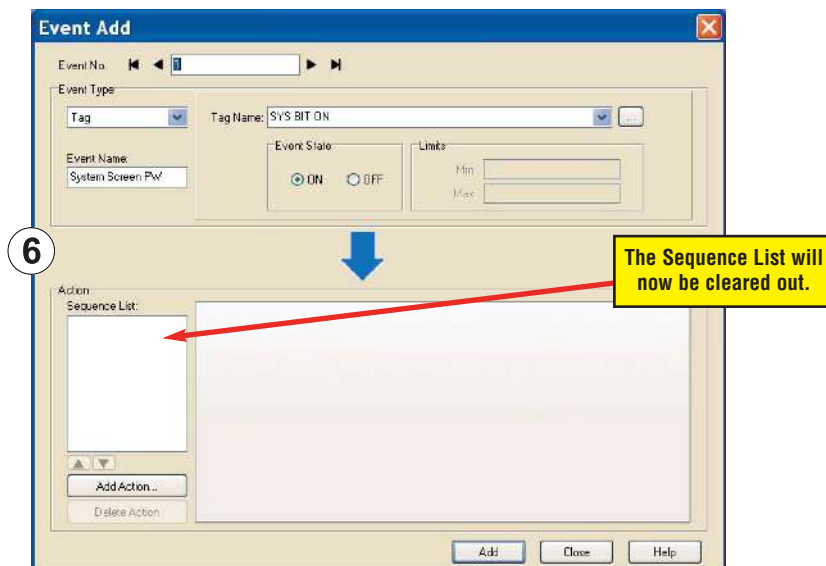 Event Add
Event No. 1
Event Type
Tag
Tag Name: SYS BIT ON
...
Event Name:
System Screen PW
Event State
ON OFF
Limits
Min
Max
6
The Sequence List will
now be cleared out.
Action
Sequence List:
Add Action...
Delete Action
Add Close Help